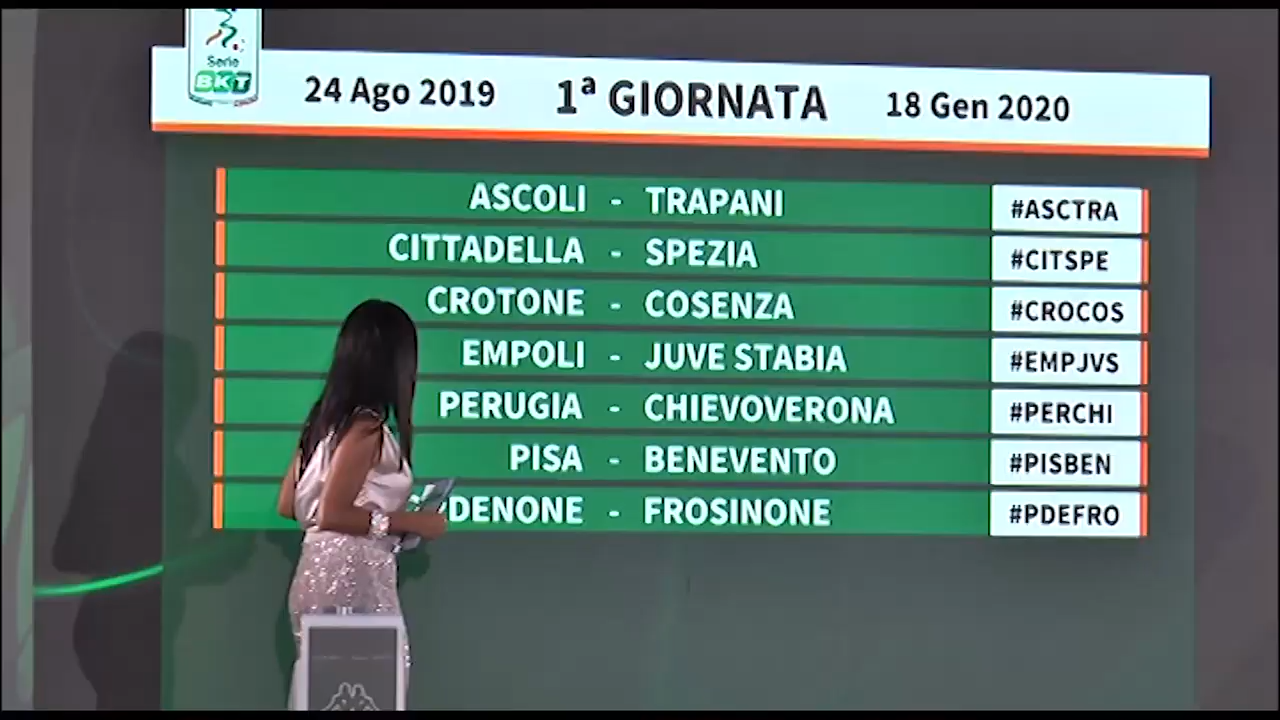 Serie
BKT
24 Ago 2019 1ª GIORNATA 18 Gen 2020
ASCOLI - TRAPANI #ASCTRA
CITTADELLA - SPEZIA #CITSPE
CROTONE - COSENZA #CROCOS
EMPOLI - JUVE STABIA #EMPJVS
PERUGIA - CHIEVOVERONA #PERCHI
PISA - BENEVENTO #PISBEN
DENONE - FROSINONE #PDEFRO